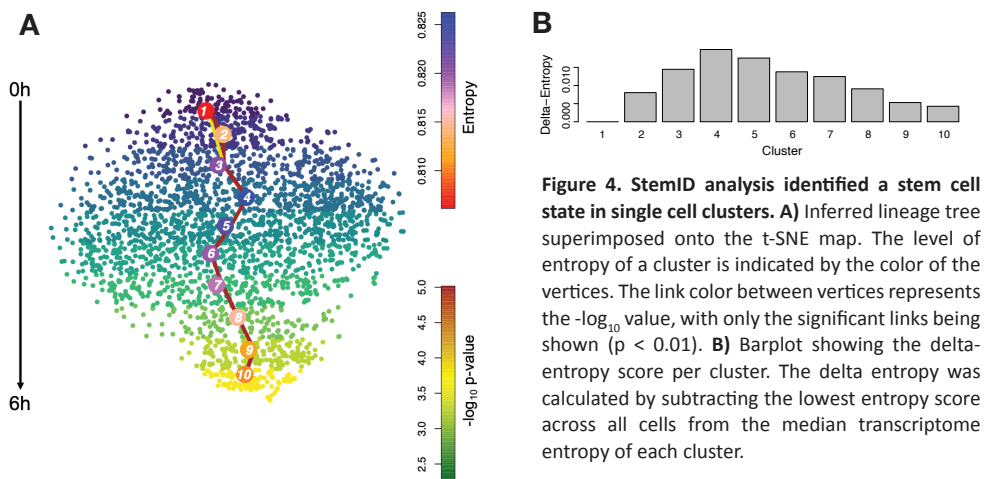 A
0h
6h
1
2
3
4
5
6
7
8
9
10
0.825
0.820
0.815
0.810
Entropy
5.0
4.5
4.0
3.5
3.0
2.5
-log10 p-value
B
Delta-Entropy
0.010
0.000
1 2 3 4 5 6 7 8 9 10
Cluster
Figure 4. StemID analysis identified a stem cell
state in single cell clusters. A) Inferred lineage tree
superimposed onto the t-SNE map. The level of
entropy of a cluster is indicated by the color of the
vertices. The link color between vertices represents
the -log10 value, with only the significant links being
shown (p < 0.01). B) Barplot showing the delta-
entropy score per cluster. The delta entropy was
calculated by subtracting the lowest entropy score
across all cells from the median transcriptome
entropy of each cluster.